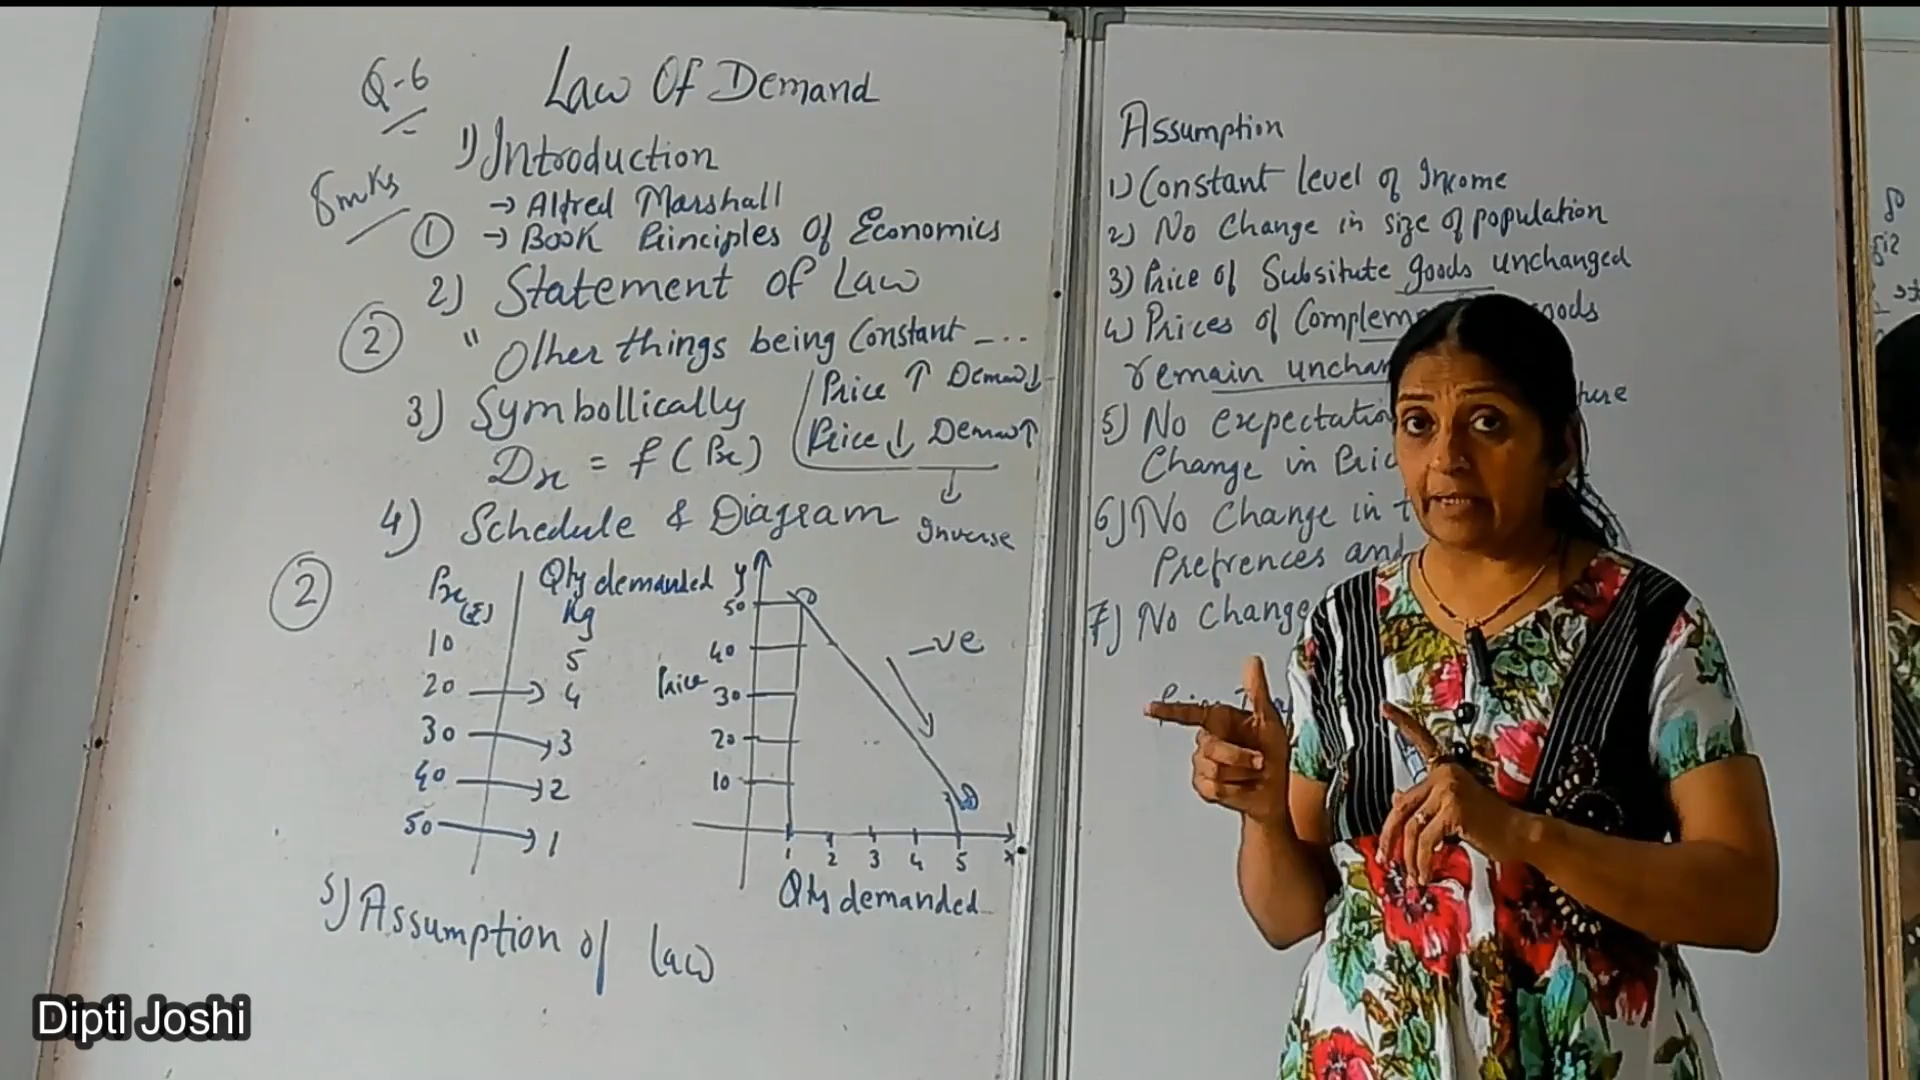 Q-6 Law Of Demand
1) Introduction
8mks
→ Alfred Marshall
① → Book Principles Of Economics
2) Statement of Law
② " Other things being Constant ----
3) Symbollically
Price ↑ Demand↓
Price ↓ Demand↑
Dx = f (Px)
4) Schedule & Diagram
Inverse
②
Px (₹) Qty demanded Kg
10 5
20 → 4
30 → 3
40 → 2
50 → 1
y
50
40
Price 30
20
10
-ve
1 2 3 4 5 x
Qty demanded
5) Assumption of law
Assumption
1) Constant level of Income
2) No Change in size of population
3) Price of Subsitute goods unchanged
4) Prices of Complem goods
remain unchan
5) No expectatio ture
Change in Pric
6) No Change in t
Prefrences and
7) No Change
Dipti Joshi